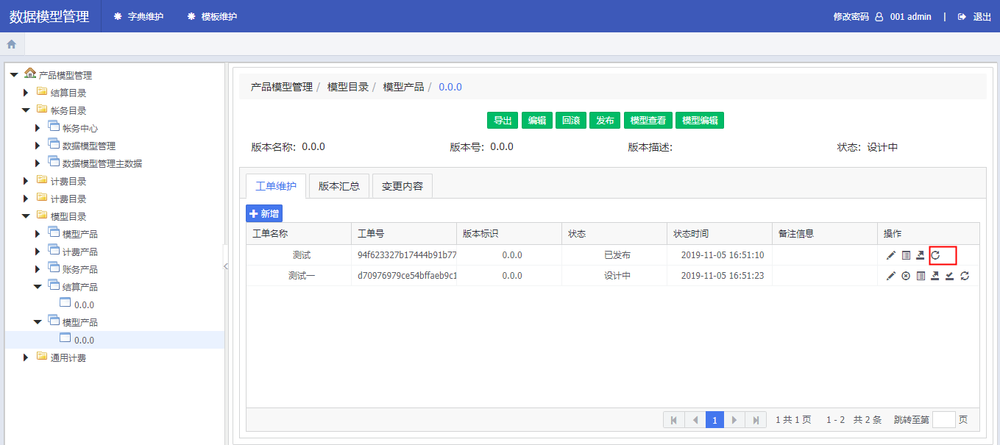 数据模型管理 字典维护 模板维护 修改密码 001 admin | 退出
产品模型管理
结算目录
帐务目录
帐务中心
数据模型管理
数据模型管理主数据
计费目录
计费目录
模型目录
模型产品
计费产品
账务产品
结算产品
0.0.0
模型产品
0.0.0
通用计费
产品模型管理 / 模型目录 / 模型产品 / 0.0.0
导出 编辑 回滚 发布 模型查看 模型编辑
版本名称: 0.0.0 版本号: 0.0.0 版本描述: 状态: 设计中
工单维护 版本汇总 变更内容
新增
工单名称 工单号 版本标识 状态 状态时间 备注信息 操作
测试 94f623327b17444b91b77 0.0.0 已发布 2019-11-05 16:51:10
测试一 d70976979ce54bffaeb9c1 0.0.0 设计中 2019-11-05 16:51:23
1 1 共 1 页 1 - 2 共 2 条 跳转至第 页